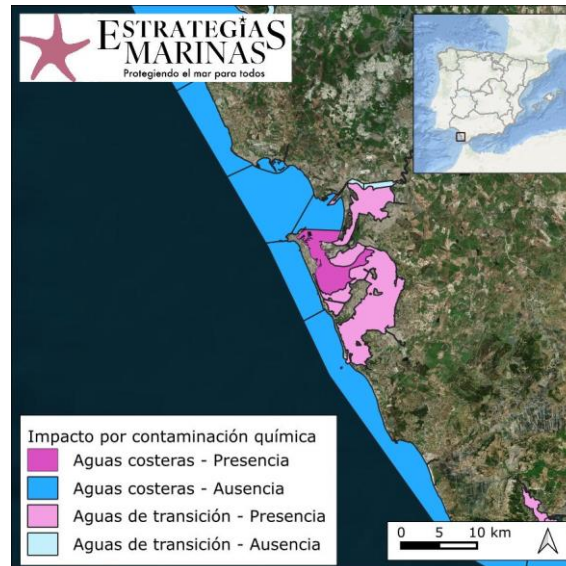 ESTRATEGIAS
MARINAS
Protegiendo el mar para todos
Impacto por contaminación química
Aguas costeras - Presencia
Aguas costeras - Ausencia
Aguas de transición - Presencia
Aguas de transición - Ausencia
0 5 10 km